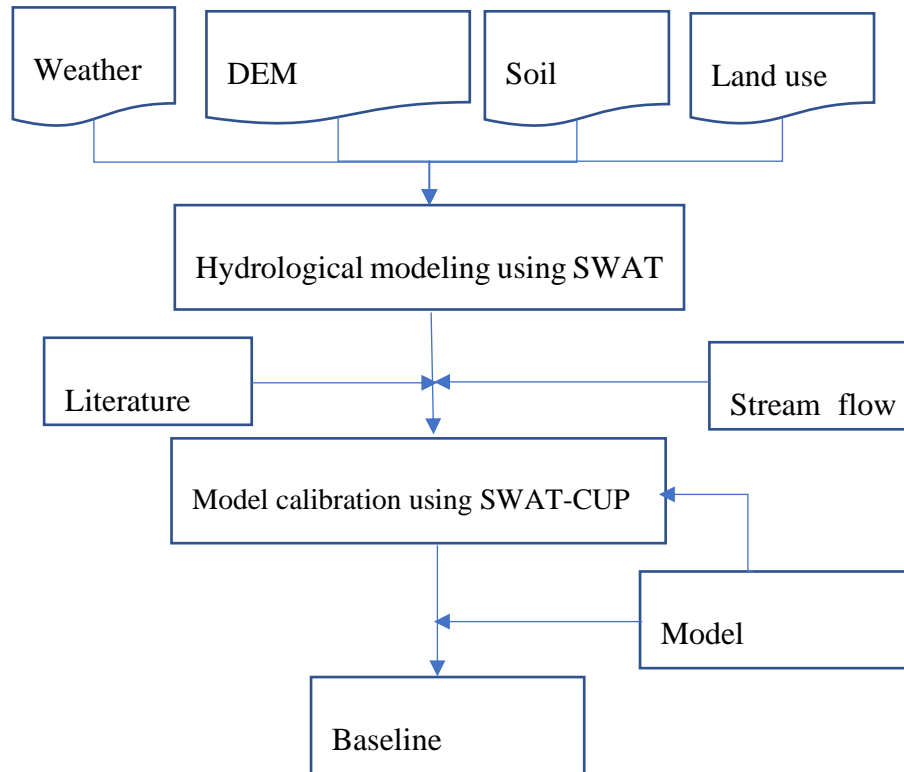 Weather
DEM
Soil
Land use
Hydrological modeling using SWAT
Literature
Stream flow
Model calibration using SWAT-CUP
Model
Baseline